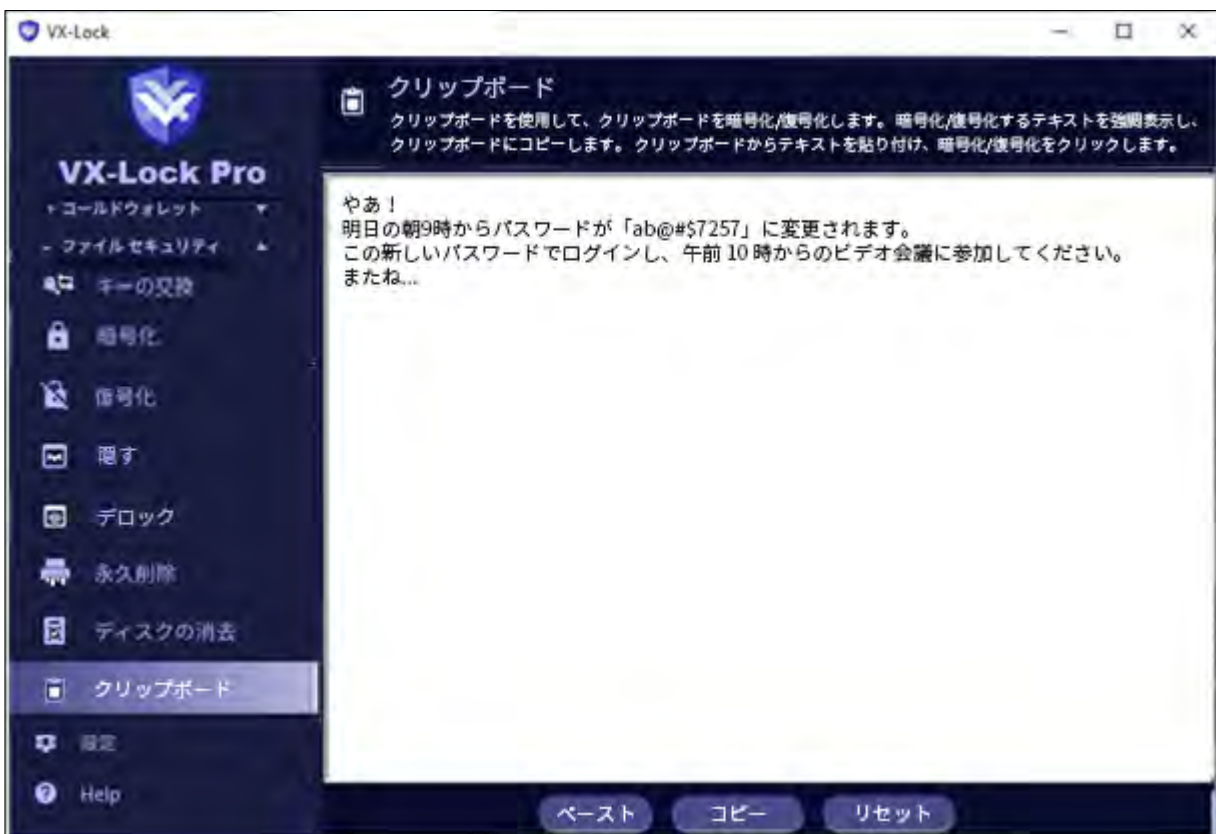 VX-Lock
VX-Lock Pro
+ コールドウォレット
- ファイルセキュリティ
キーの交換
暗号化
復号化
隠す
デロック
永久削除
ディスクの消去
クリップボード
設定
Help
クリップボード
クリップボードを使用して、クリップボードを暗号化/復号化します。 暗号化/復号化するテキストを強調表示し、
クリップボードにコピーします。 クリップボードからテキストを貼り付け、暗号化/復号化をクリックします。
やあ！
明日の朝9時からパスワードが「ab@#$7257」に変更されます。
この新しいパスワードでログインし、午前 10 時からのビデオ会議に参加してください。
またね...
ペースト
コピー
リセット